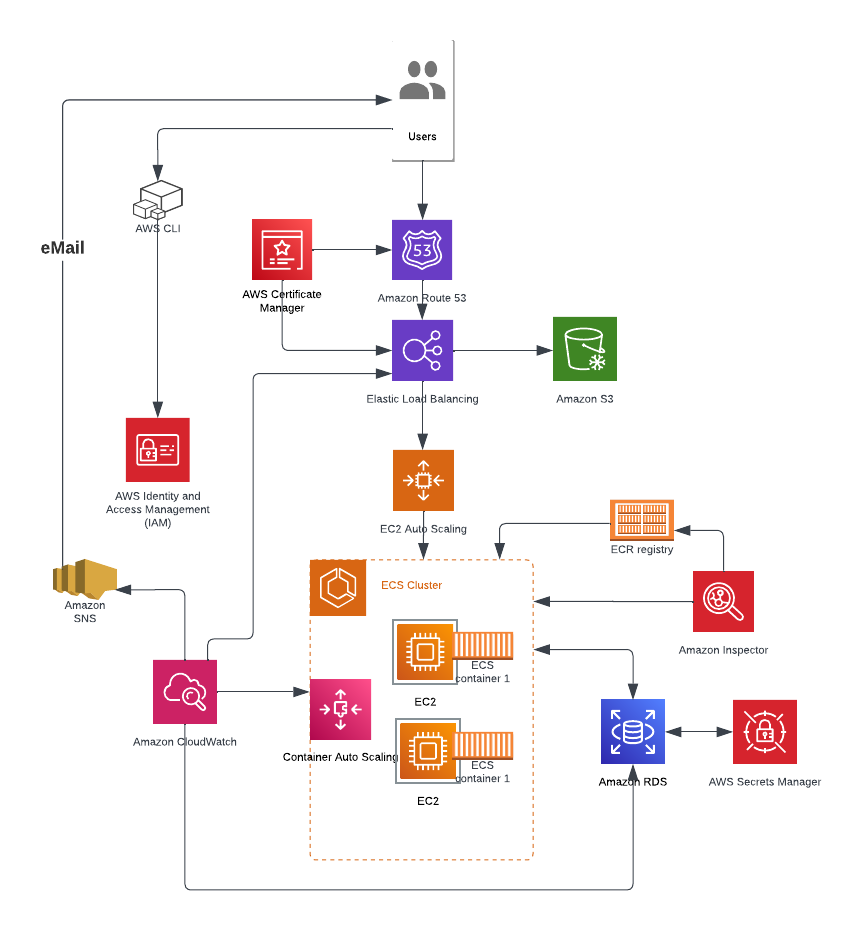 Users
AWS CLI
eMail
53
AWS Certificate
Manager
Amazon Route 53
Elastic Load Balancing
Amazon S3
AWS Identity and
Access Management
(IAM)
EC2 Auto Scaling
ECR registry
Amazon
SNS
ECS Cluster
Amazon Inspector
ECS
container 1
EC2
Amazon CloudWatch
Container Auto Scaling
ECS
container 1
EC2
Amazon RDS
AWS Secrets Manager